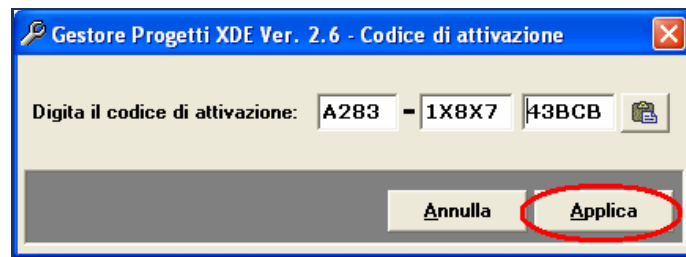 Gestore Progetti XDE Ver. 2.6 - Codice di attivazione
Digita il codice di attivazione: A283 - 1X8X7 43BCB
Annulla Applica